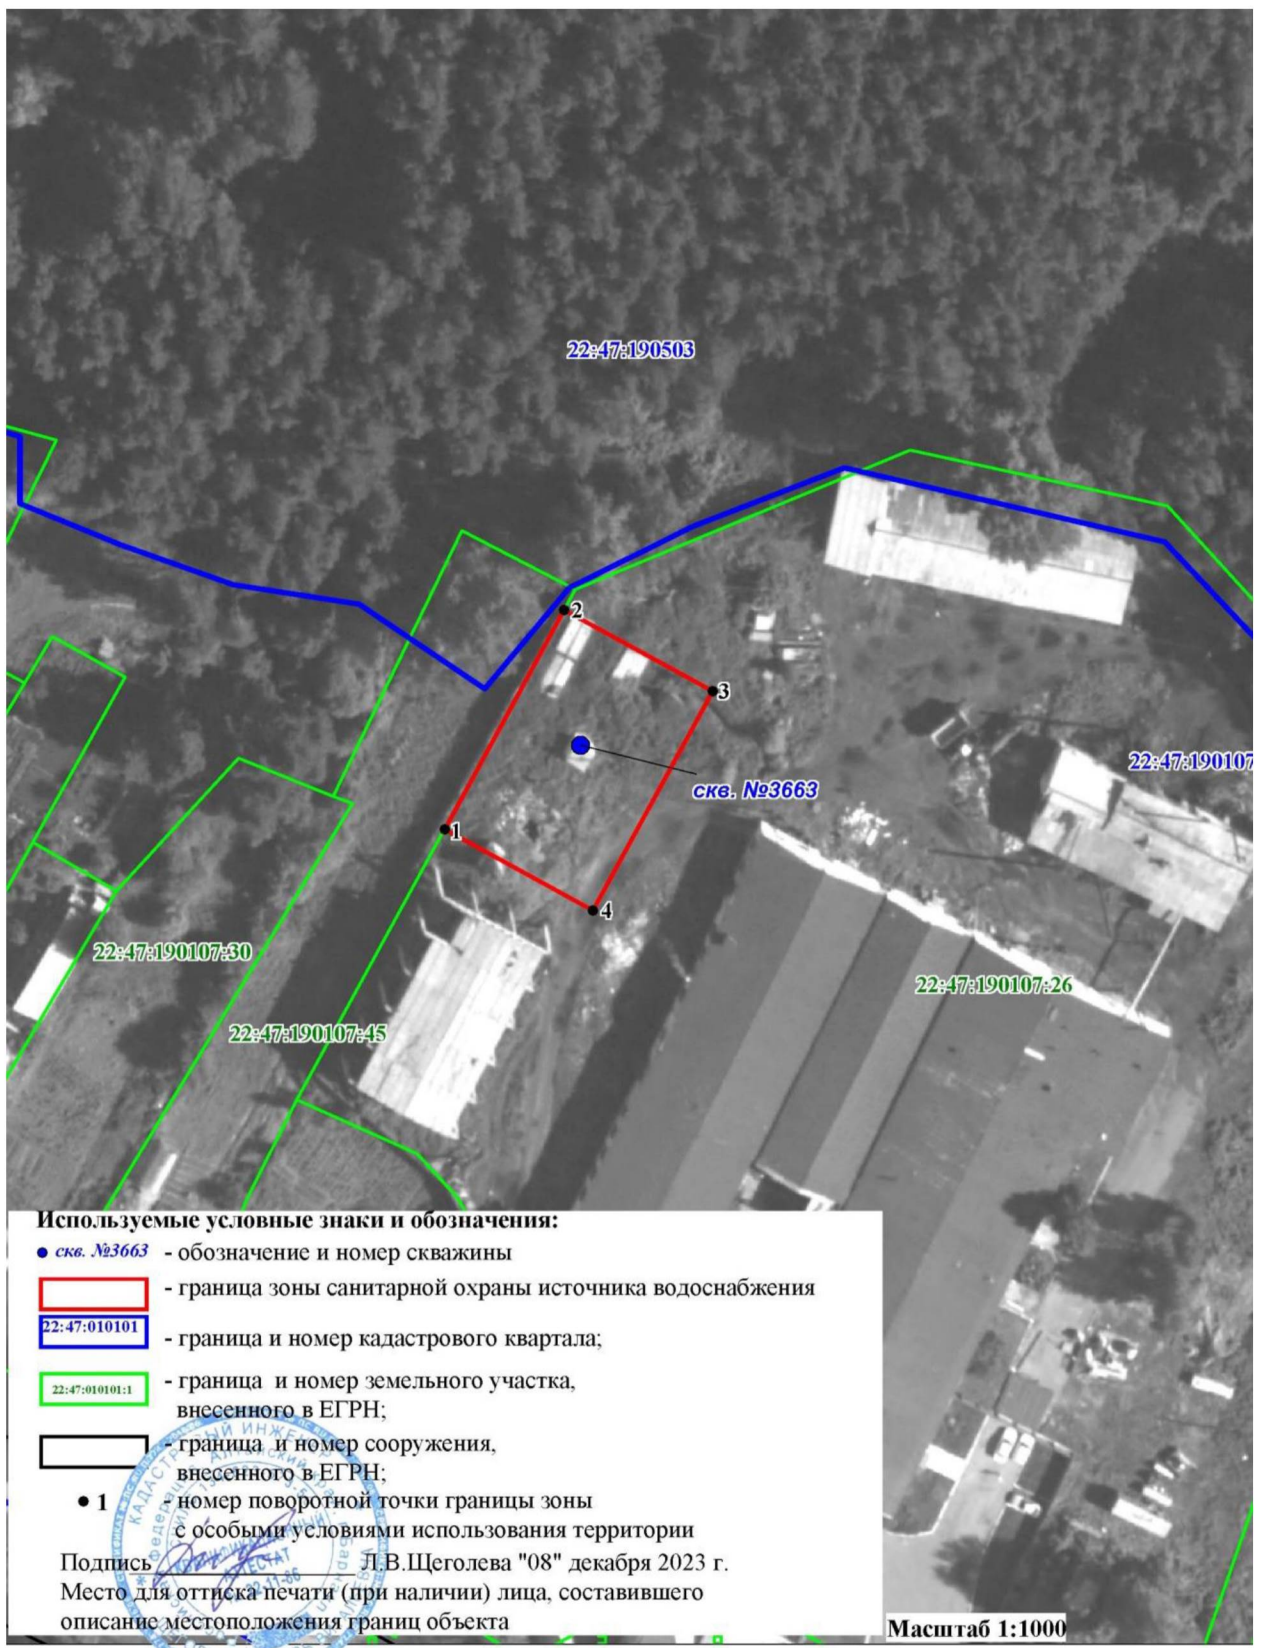 22:47:190503
2
3
22:47:190107
скв. №3663
1
4
22:47:190107:30
22:47:190107:26
22:47:190107:45
Используемые условные знаки и обозначения:
скв. №3663 - обозначение и номер скважины
- граница зоны санитарной охраны источника водоснабжения
22:47:010101 - граница и номер кадастрового квартала;
22:47:010101:1 - граница и номер земельного участка,
внесенного в ЕГРН;
- граница и номер сооружения,
внесенного в ЕГРН;
1 - номер поворотной точки границы зоны
с особыми условиями использования территории
Подпись Л.В.Щеголева "08" декабря 2023 г.
Место для оттиска печати (при наличии) лица, составившего
описание местоположения границ объекта
Масштаб 1:1000